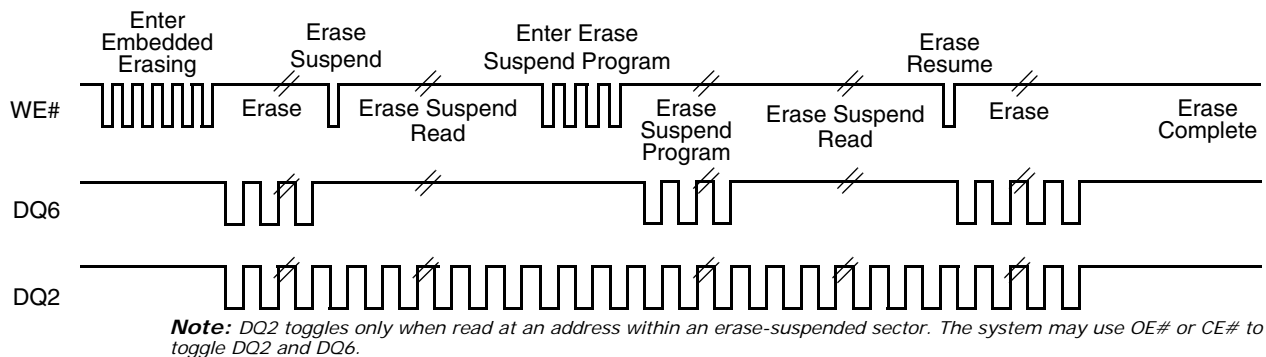 Enter
Embedded
Erasing
Erase
Suspend
Enter Erase
Suspend Program
Erase
Resume
WE#
Erase
Erase Suspend
Read
Erase
Suspend
Program
Erase Suspend
Read
Erase
Erase
Complete
DQ6
DQ2
Note: DQ2 toggles only when read at an address within an erase-suspended sector. The system may use OE# or CE# to
toggle DQ2 and DQ6.